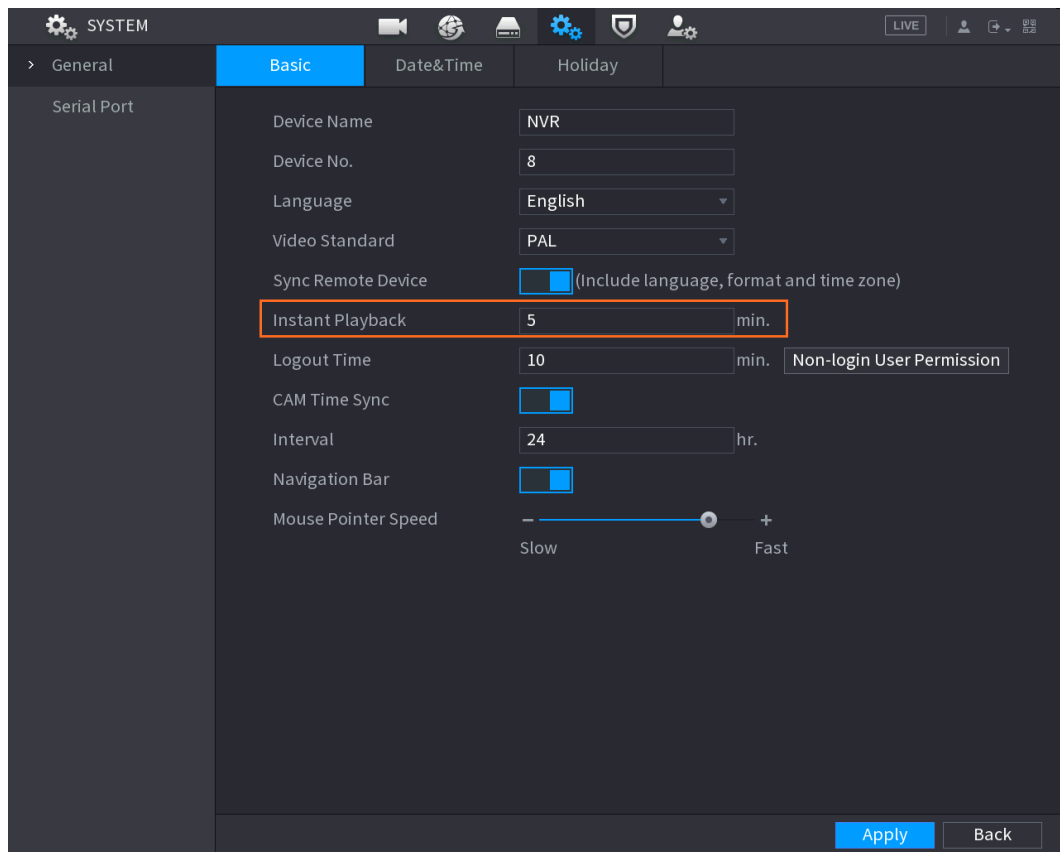 SYSTEM LIVE
General Basic Date&Time Holiday
Serial Port
Device Name NVR
Device No. 8
Language English
Video Standard PAL
Sync Remote Device (Include language, format and time zone)
Instant Playback 5 min.
Logout Time 10 min. Non-login User Permission
CAM Time Sync
Interval 24 hr.
Navigation Bar
Mouse Pointer Speed
Slow Fast
Apply Back